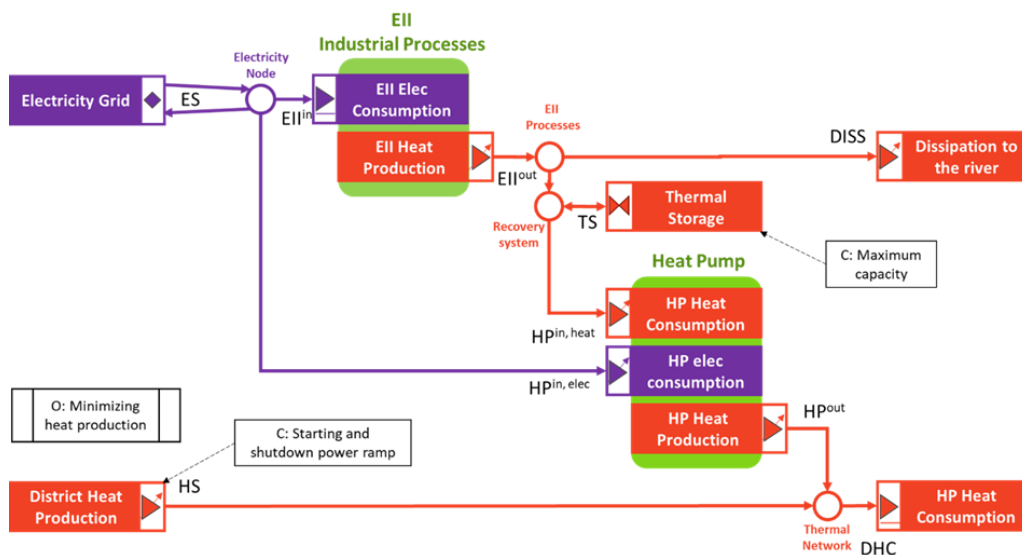 EII
Industrial Processes
Electricity
Node
Electricity Grid
ES
EII^in
EII Elec
Consumption
EII Heat
Production
EII^out
EII
Processes
DISS
Dissipation to
the river
Recovery
system
TS
Thermal
Storage
C: Maximum
capacity
Heat Pump
HP Heat
Consumption
HP^in, heat
HP elec
consumption
HP^in, elec
HP Heat
Production
HP^out
O: Minimizing
heat production
C: Starting and
shutdown power ramp
District Heat
Production
HS
Thermal
Network
DHC
HP Heat
Consumption